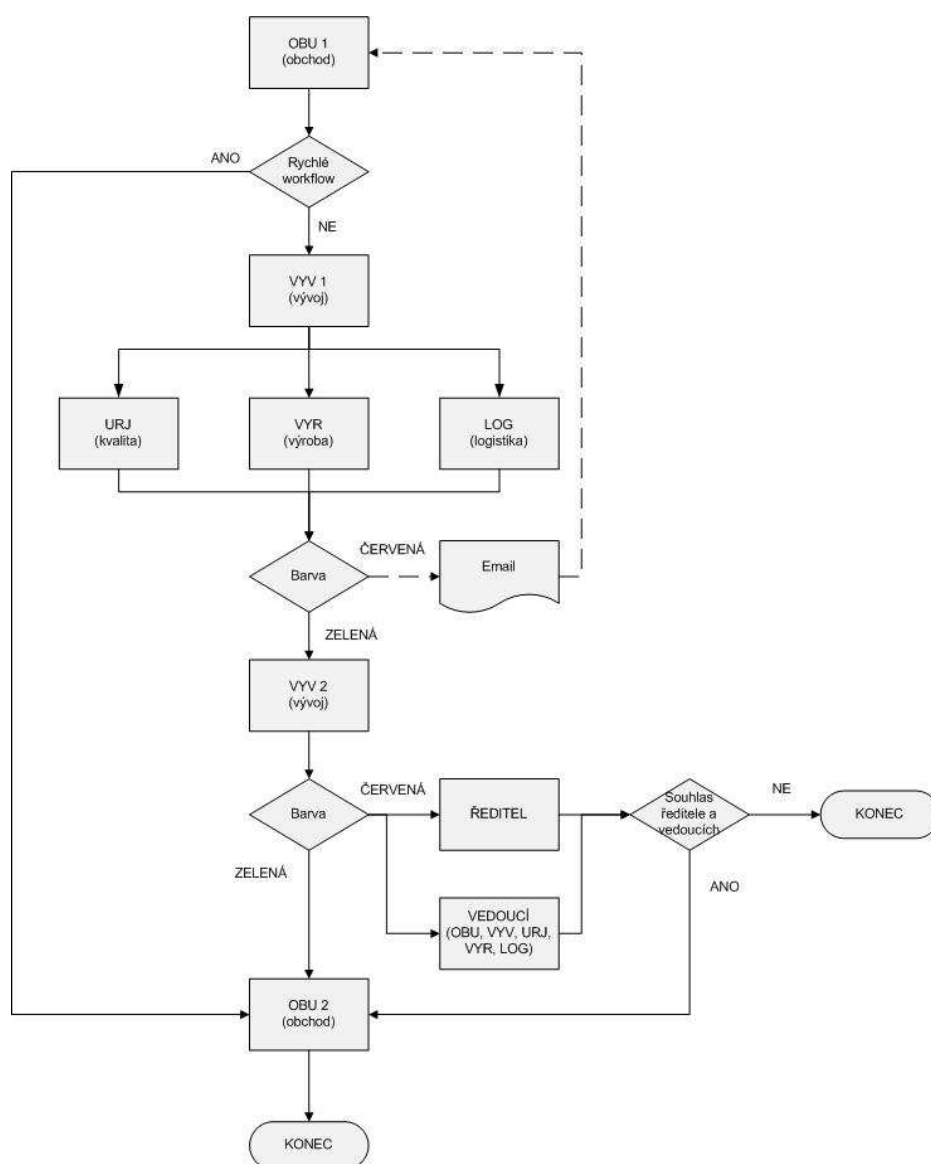 OBU 1
(obchod)
ANO
Rychlé
workflow
NE
VYV 1
(vývoj)
URJ
(kvalita)
VYR
(výroba)
LOG
(logistika)
ČERVENÁ
Barva
Email
ZELENÁ
VYV 2
(vývoj)
ČERVENÁ
Barva
ŘEDITEL
Souhlas
ředitele a
vedoucích
NE
KONEC
ZELENÁ
ANO
VEDOUCÍ
(OBU, VYV, URJ,
VYR, LOG)
OBU 2
(obchod)
KONEC